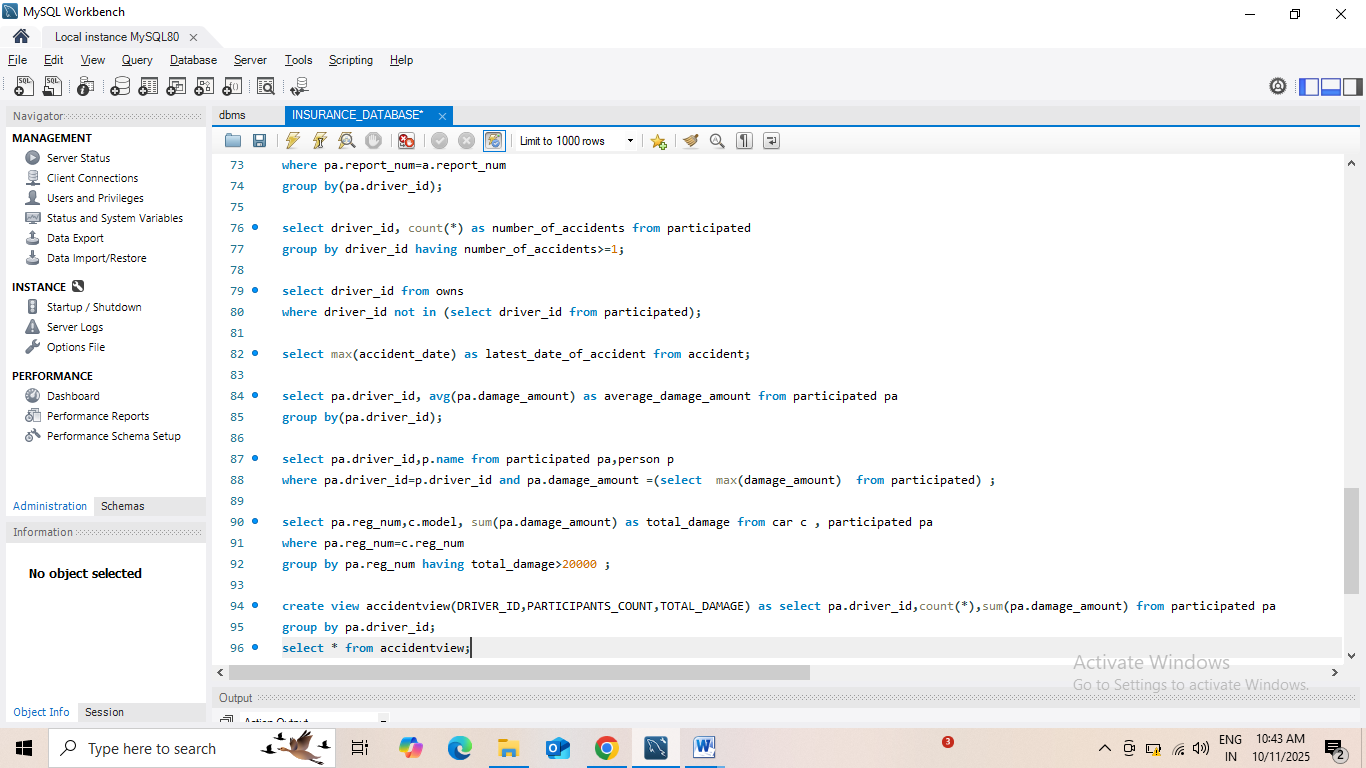 MySQL Workbench
Local instance MySQL80
File Edit View Query Database Server Tools Scripting Help
Navigator
MANAGEMENT
Server Status
Client Connections
Users and Privileges
Status and System Variables
Data Export
Data Import/Restore
INSTANCE
Startup / Shutdown
Server Logs
Options File
PERFORMANCE
Dashboard
Performance Reports
Performance Schema Setup
Administration Schemas
Information
No object selected
Object Info Session
dbms INSURANCE_DATABASE*
Limit to 1000 rows
73 where pa.report_num=a.report_num
74 group by(pa.driver_id);
75
76 select driver_id, count(*) as number_of_accidents from participated
77 group by driver_id having number_of_accidents>=1;
78
79 select driver_id from owns
80 where driver_id not in (select driver_id from participated);
81
82 select max(accident_date) as latest_date_of_accident from accident;
83
84 select pa.driver_id, avg(pa.damage_amount) as average_damage_amount from participated pa
85 group by(pa.driver_id);
86
87 select pa.driver_id,p.name from participated pa,person p
88 where pa.driver_id=p.driver_id and pa.damage_amount =(select  max(damage_amount)  from participated) ;
89
90 select pa.reg_num,c.model, sum(pa.damage_amount) as total_damage from car c , participated pa
91 where pa.reg_num=c.reg_num
92 group by pa.reg_num having total_damage>20000 ;
93
94 create view accidentview(DRIVER_ID,PARTICIPANTS_COUNT,TOTAL_DAMAGE) as select pa.driver_id,count(*),sum(pa.damage_amount) from participated pa
95 group by pa.driver_id;
96 select * from accidentview;
Activate Windows
Go to Settings to activate Windows.
Output
Action Output
Type here to search
3
ENG
IN
10:43 AM
10/11/2025
2